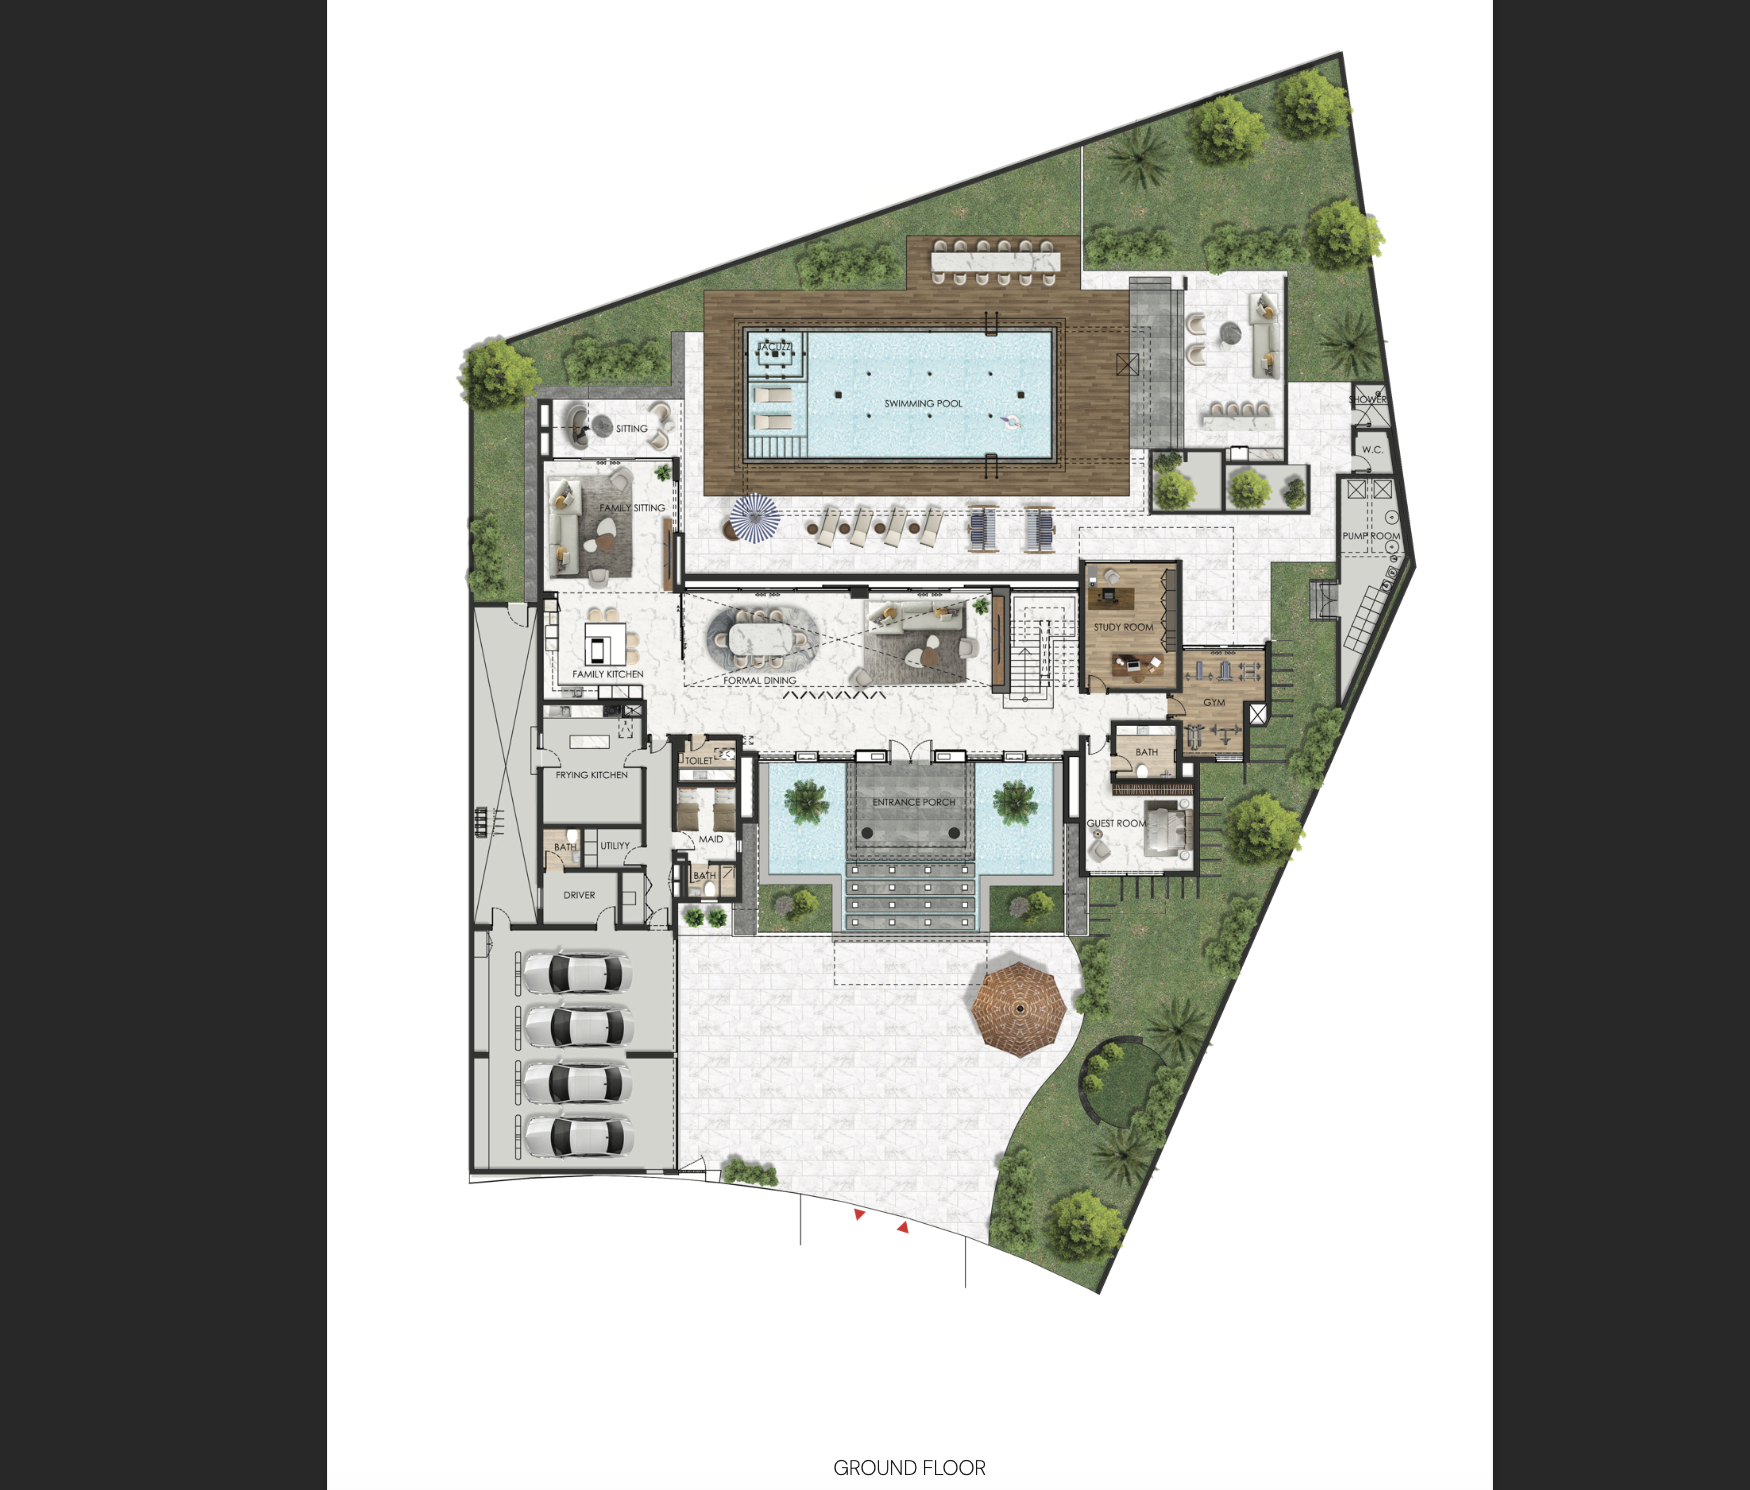 JACUZZI
SWIMMING POOL
SHOWER
SITTING
W.C.
FAMILY SITTING
PUMP ROOM
STUDY ROOM
FAMILY KITCHEN
FORMAL DINING
GYM
BATH
TOILET
FRYING KITCHEN
ENTRANCE PORCH
GUEST ROOM
MAID
BATH
UTILIYY
BATH
DRIVER
GROUND FLOOR